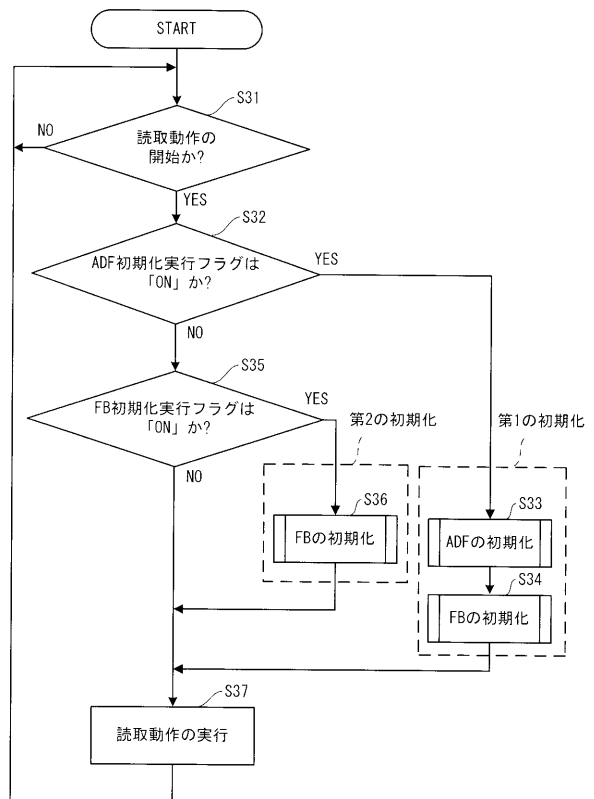 START
S31
NO
読取動作の
開始か?
YES
S32
ADF初期化実行フラグは
「ON」か?
YES
NO
S35
FB初期化実行フラグは
「ON」か?
YES
NO
第2の初期化
第1の初期化
S36
FBの初期化
S33
ADFの初期化
S34
FBの初期化
S37
読取動作の実行